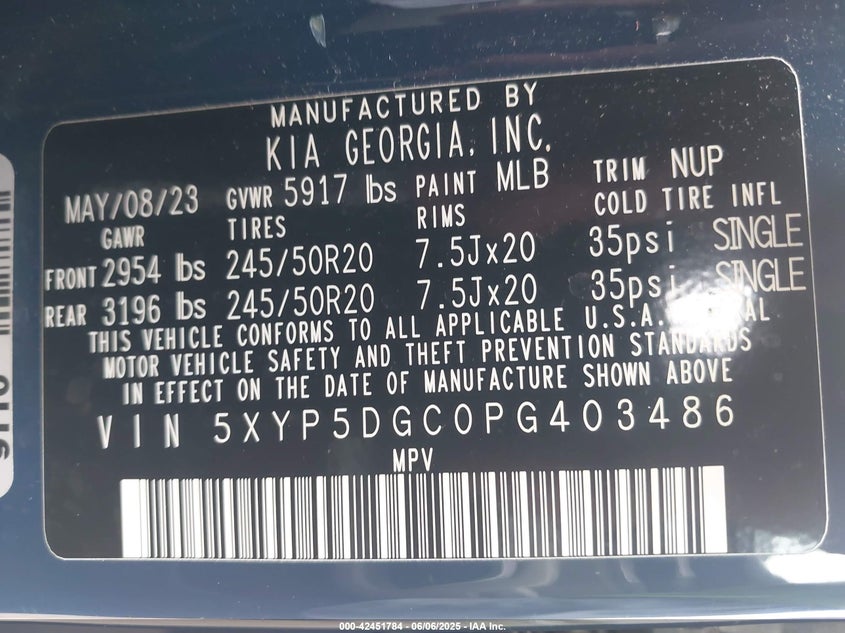 MANUFACTURED BY
KIA GEORGIA, INC.
MAY/08/23 GVWR 5917 lbs PAINT MLB TRIM NUP
GAWR TIRES RIMS COLD TIRE INFL
FRONT 2954 lbs 245/50R20 7.5Jx20 35psi SINGLE
REAR 3196 lbs 245/50R20 7.5Jx20 35psi SINGLE
THIS VEHICLE CONFORMS TO ALL APPLICABLE U.S.A.
MOTOR VEHICLE SAFETY AND THEFT PREVENTION STANDARDS
IN EFFECT ON THE DATE OF MANUFACTURE SHOWN ABOVE
VIN 5XYP5DGC0PG403486
MPV
000-42451784 - 06/06/2025 - IAA Inc.